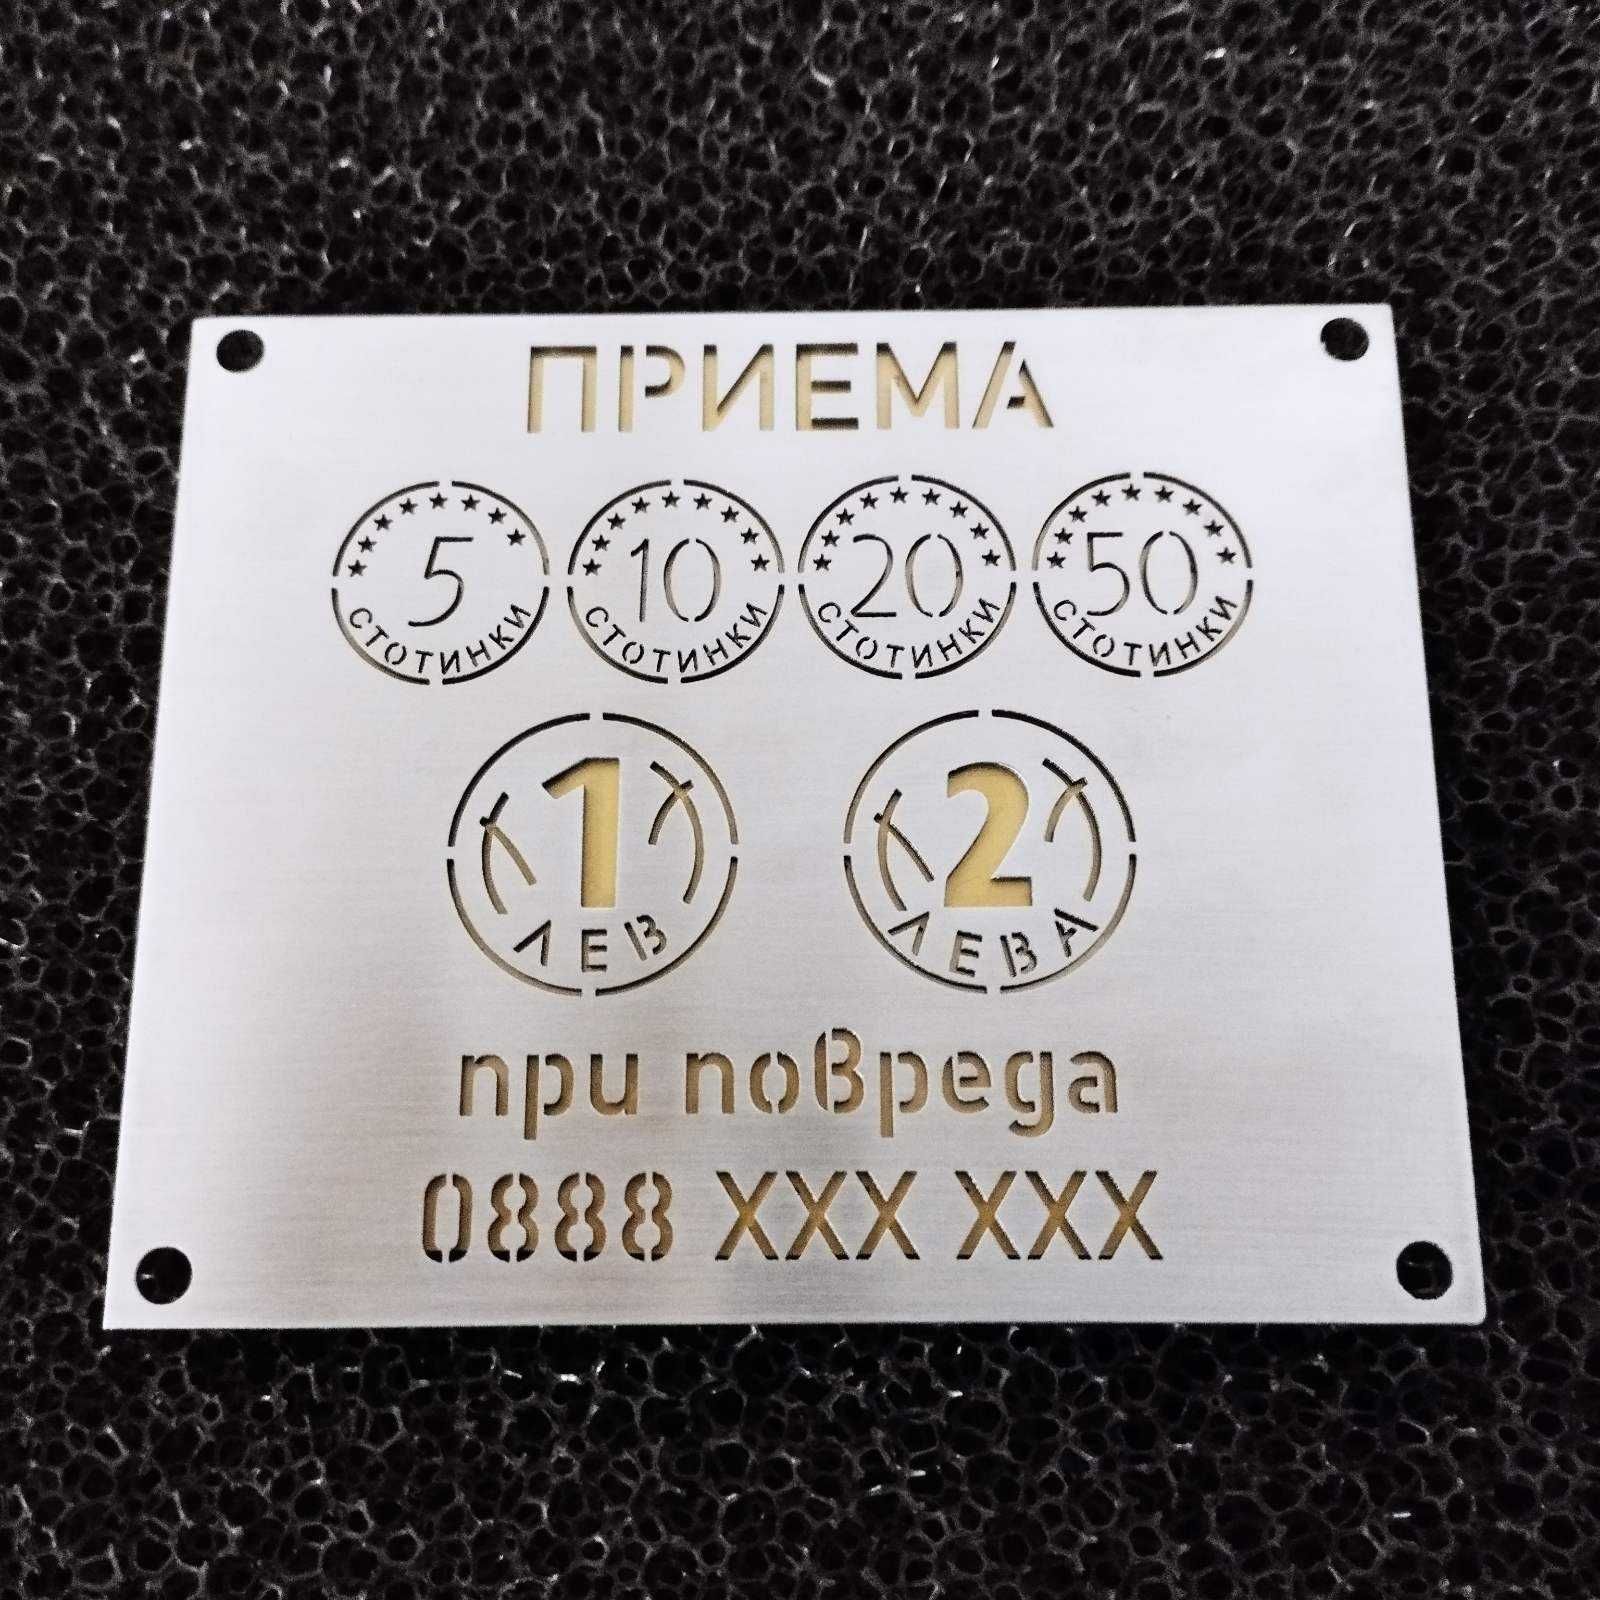 ПРИЕМА
5 СТОТИНКИ 10 СТОТИНКИ 20 СТОТИНКИ 50 СТОТИНКИ
1 ЛЕВ 2 ЛЕВА
при повреда
0888 XXX XXX